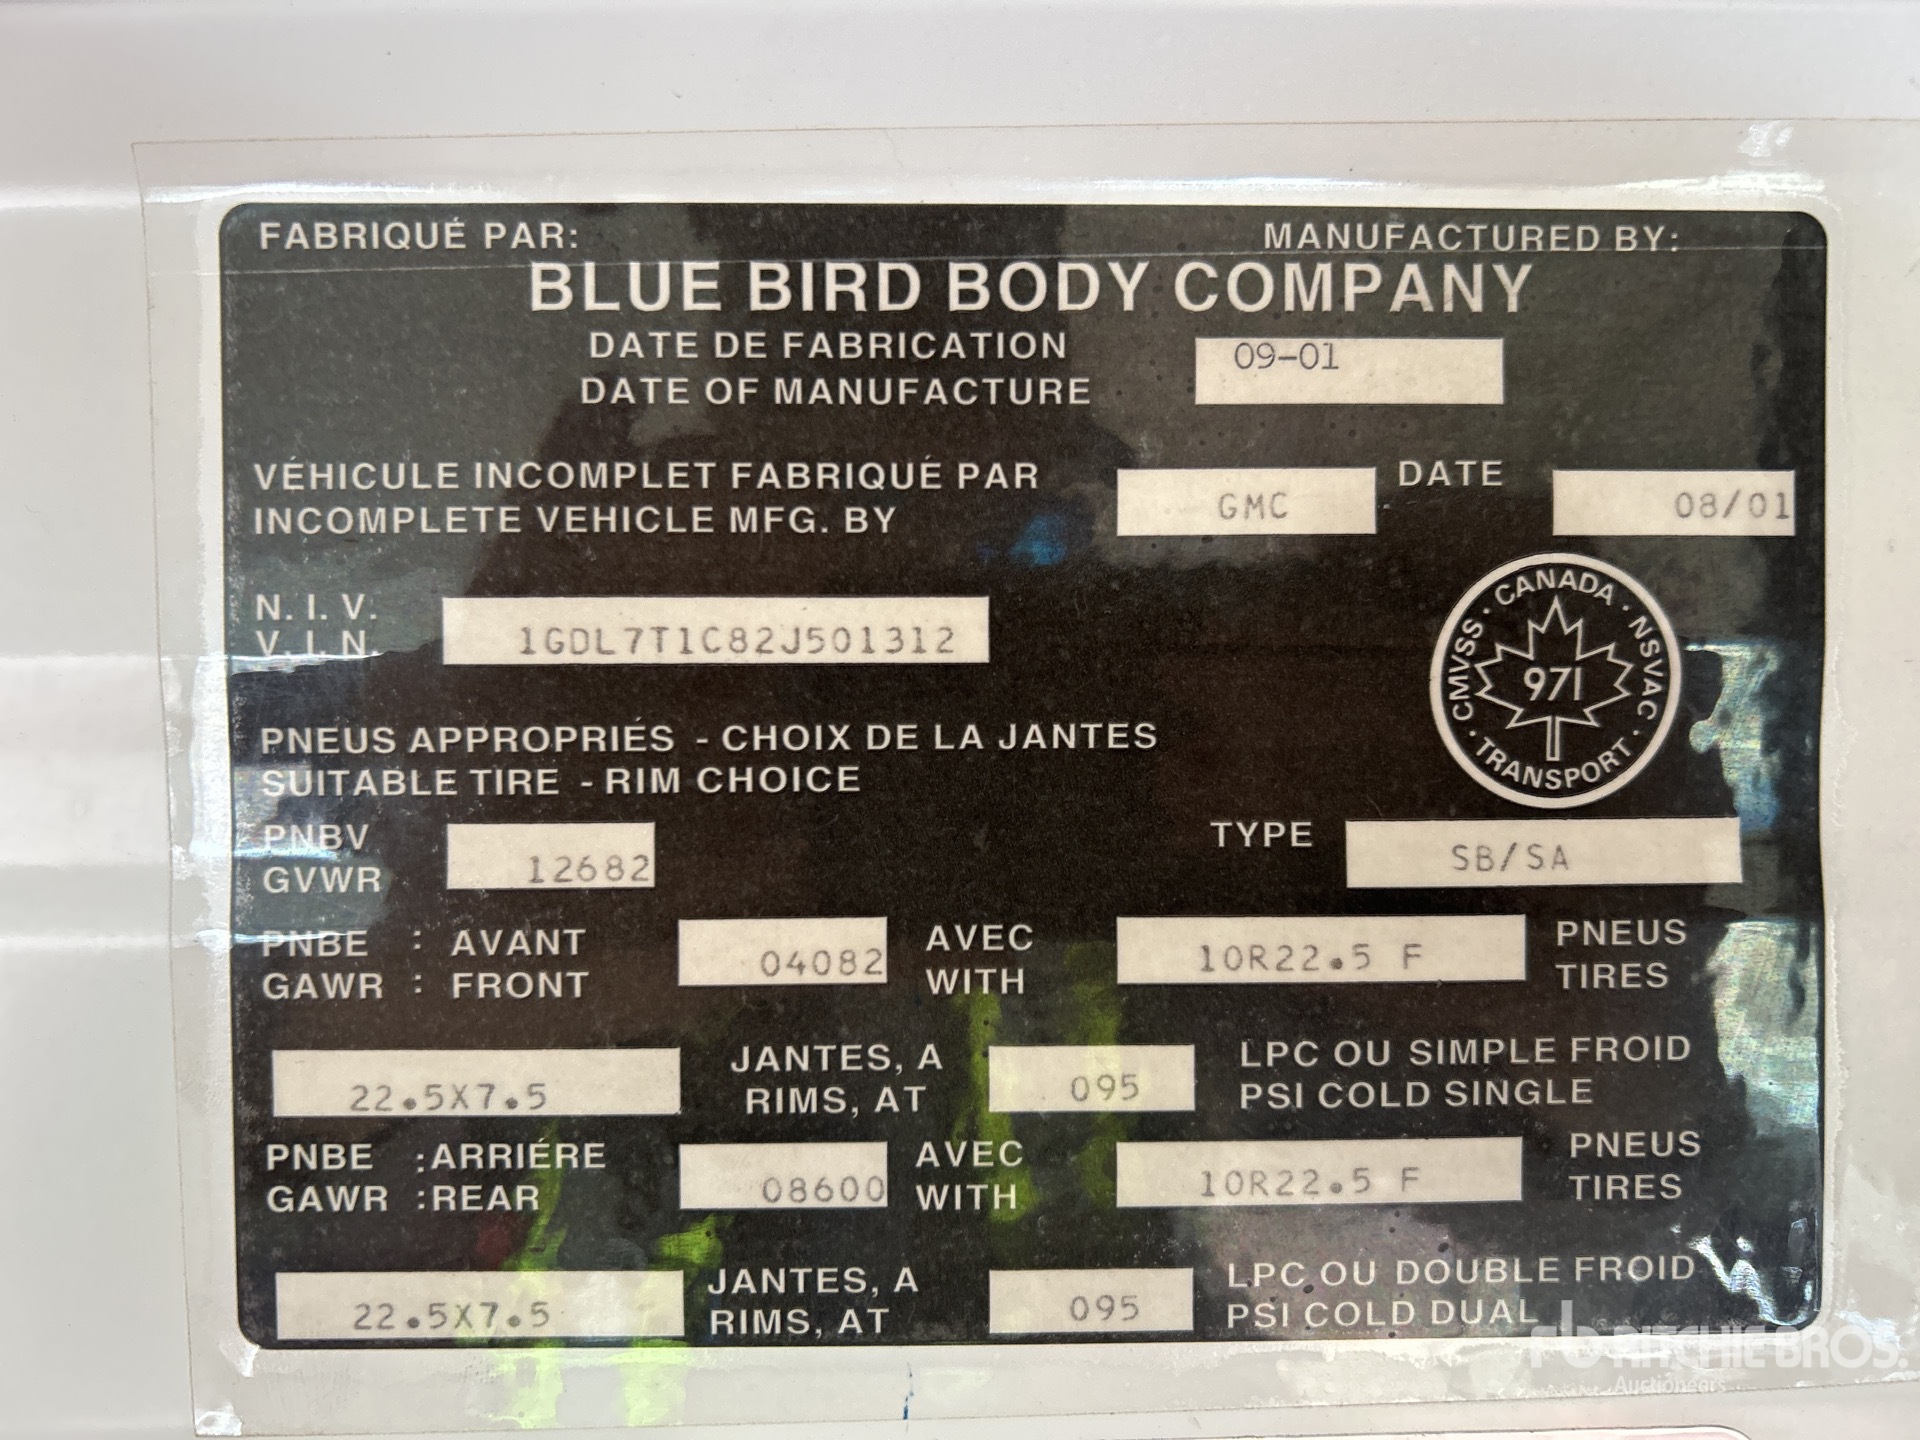 FABRIQUÉ PAR: MANUFACTURED BY:
BLUE BIRD BODY COMPANY
DATE DE FABRICATION
DATE OF MANUFACTURE 09-01
VÉHICULE INCOMPLET FABRIQUÉ PAR
INCOMPLETE VEHICLE MFG. BY GMC DATE 08/01
N. I. V.
V. I. N. 1GDL7T1C82J501312
CANADA · NSVAC · TRANSPORT · CMVSS ·
971
PNEUS APPROPRIÉS - CHOIX DE LA JANTES
SUITABLE TIRE - RIM CHOICE
PNBV
GVWR 12682 TYPE SB/SA
PNBE : AVANT 04082 AVEC 10R22.5 F PNEUS
GAWR : FRONT WITH TIRES
22.5X7.5 JANTES, A 095 LPC OU SIMPLE FROID
RIMS, AT PSI COLD SINGLE
PNBE :ARRIÉRE 08600 AVEC 10R22.5 F PNEUS
GAWR :REAR WITH TIRES
22.5X7.5 JANTES, A 095 LPC OU DOUBLE FROID
RIMS, AT PSI COLD DUAL
rb RITCHIE BROS.
Auctioneers